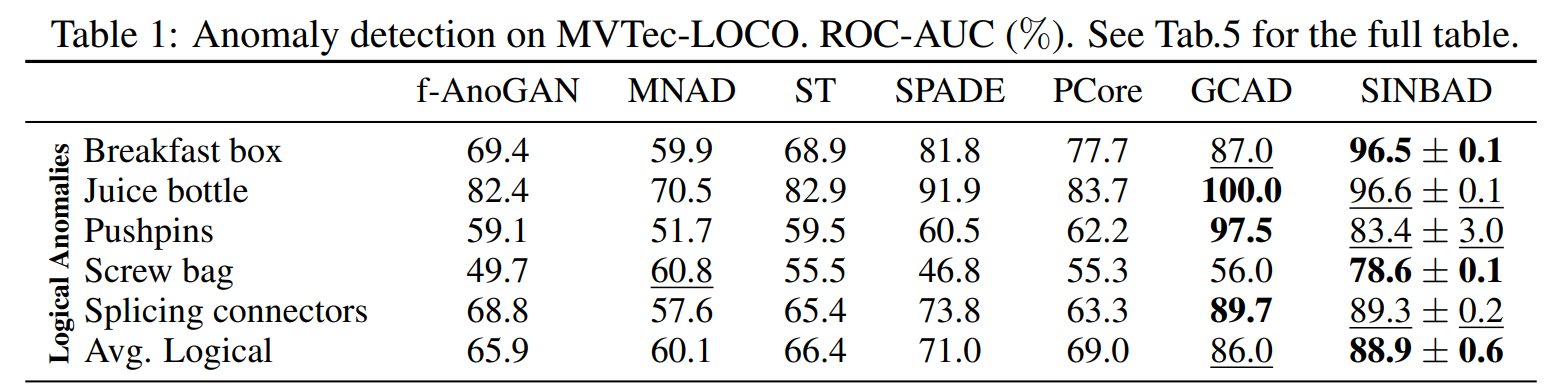 Table 1: Anomaly detection on MVTec-LOCO. ROC-AUC (%). See Tab.5 for the full table.
f-AnoGAN MNAD ST SPADE PCore GCAD SINBAD
Logical Anomalies
Breakfast box 69.4 59.9 68.9 81.8 77.7 87.0 96.5 ± 0.1
Juice bottle 82.4 70.5 82.9 91.9 83.7 100.0 96.6 ± 0.1
Pushpins 59.1 51.7 59.5 60.5 62.2 97.5 83.4 ± 3.0
Screw bag 49.7 60.8 55.5 46.8 55.3 56.0 78.6 ± 0.1
Splicing connectors 68.8 57.6 65.4 73.8 63.3 89.7 89.3 ± 0.2
Avg. Logical 65.9 60.1 66.4 71.0 69.0 86.0 88.9 ± 0.6